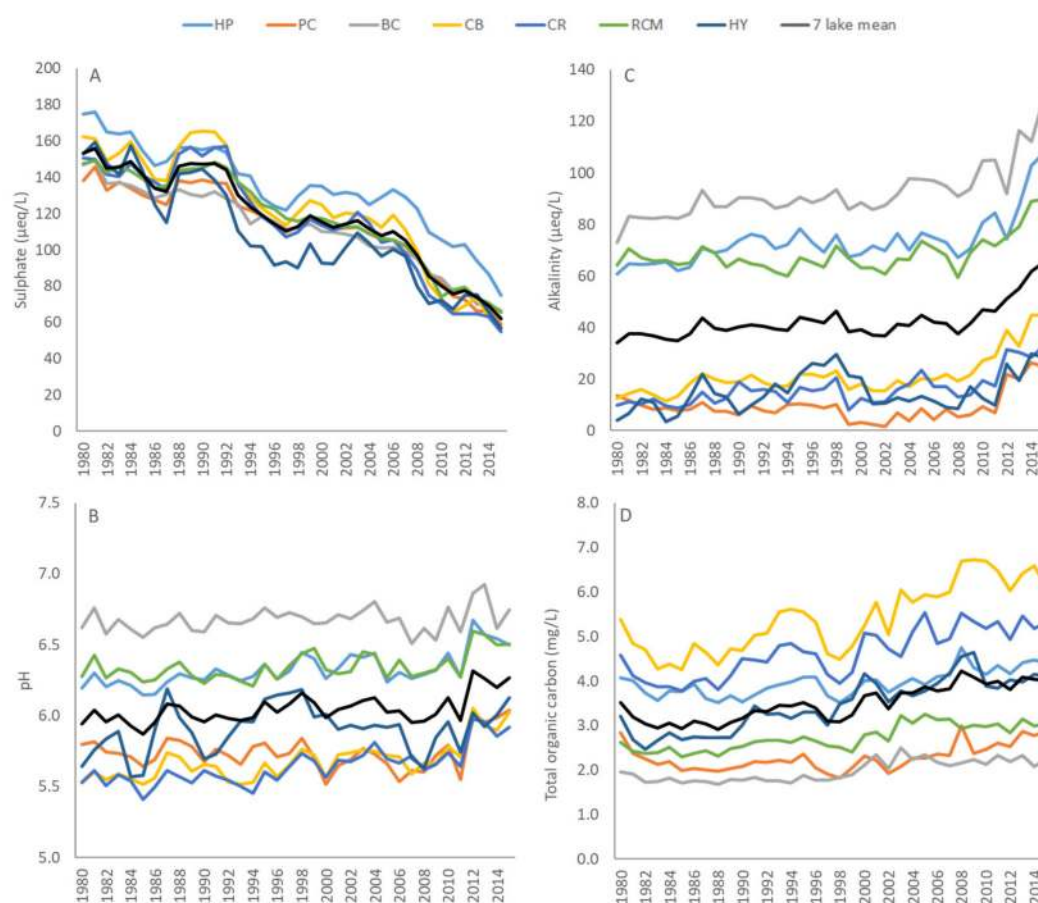 HP PC BC CB CR RCM HY 7 lake mean
A
Sulphate (µeq/L)
200
180
160
140
120
100
80
60
40
20
0
1980 1982 1984 1986 1988 1990 1992 1994 1996 1998 2000 2002 2004 2006 2008 2010 2012 2014
C
Alkalinity (µeq/L)
140
120
100
80
60
40
20
0
1980 1982 1984 1986 1988 1990 1992 1994 1996 1998 2000 2002 2004 2006 2008 2010 2012 2014
B
pH
7.5
7.0
6.5
6.0
5.5
5.0
1980 1982 1984 1986 1988 1990 1992 1994 1996 1998 2000 2002 2004 2006 2008 2010 2012 2014
D
Total organic carbon (mg/L)
8.0
7.0
6.0
5.0
4.0
3.0
2.0
1.0
0.0
1980 1982 1984 1986 1988 1990 1992 1994 1996 1998 2000 2002 2004 2006 2008 2010 2012 2014